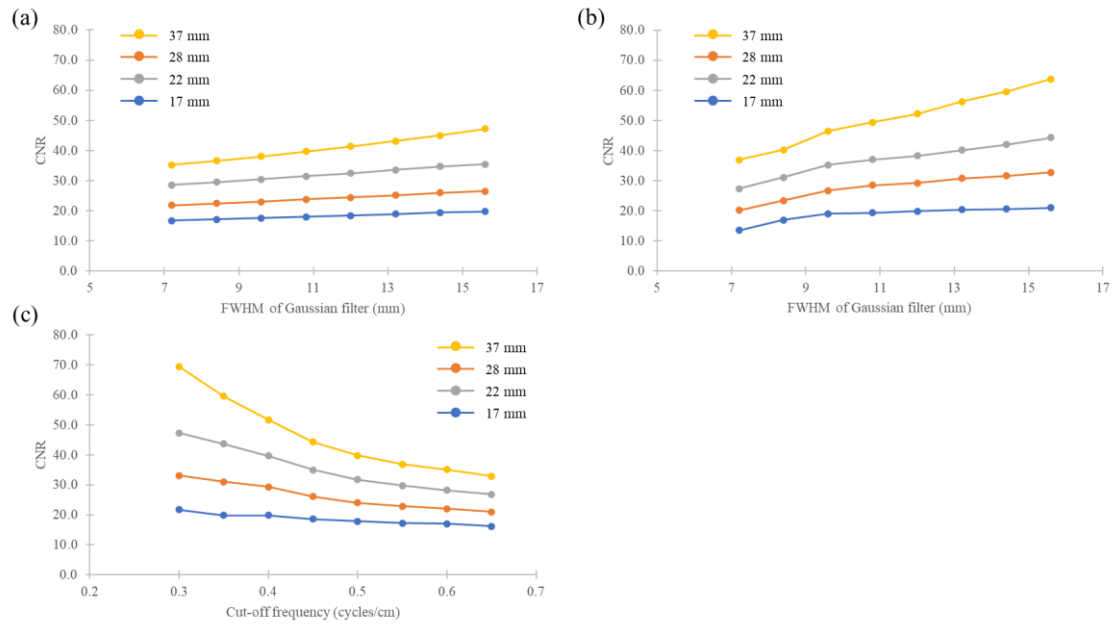 (a)
80.0
70.0
60.0
50.0
40.0
30.0
20.0
10.0
0.0
CNR
37 mm
28 mm
22 mm
17 mm
5 7 9 11 13 15 17
FWHM of Gaussian filter (mm)
(b)
80.0
70.0
60.0
50.0
40.0
30.0
20.0
10.0
0.0
CNR
37 mm
28 mm
22 mm
17 mm
5 7 9 11 13 15 17
FWHM of Gaussian filter (mm)
(c)
80.0
70.0
60.0
50.0
40.0
30.0
20.0
10.0
0.0
CNR
37 mm
28 mm
22 mm
17 mm
0.2 0.3 0.4 0.5 0.6 0.7
Cut-off frequency (cycles/cm)